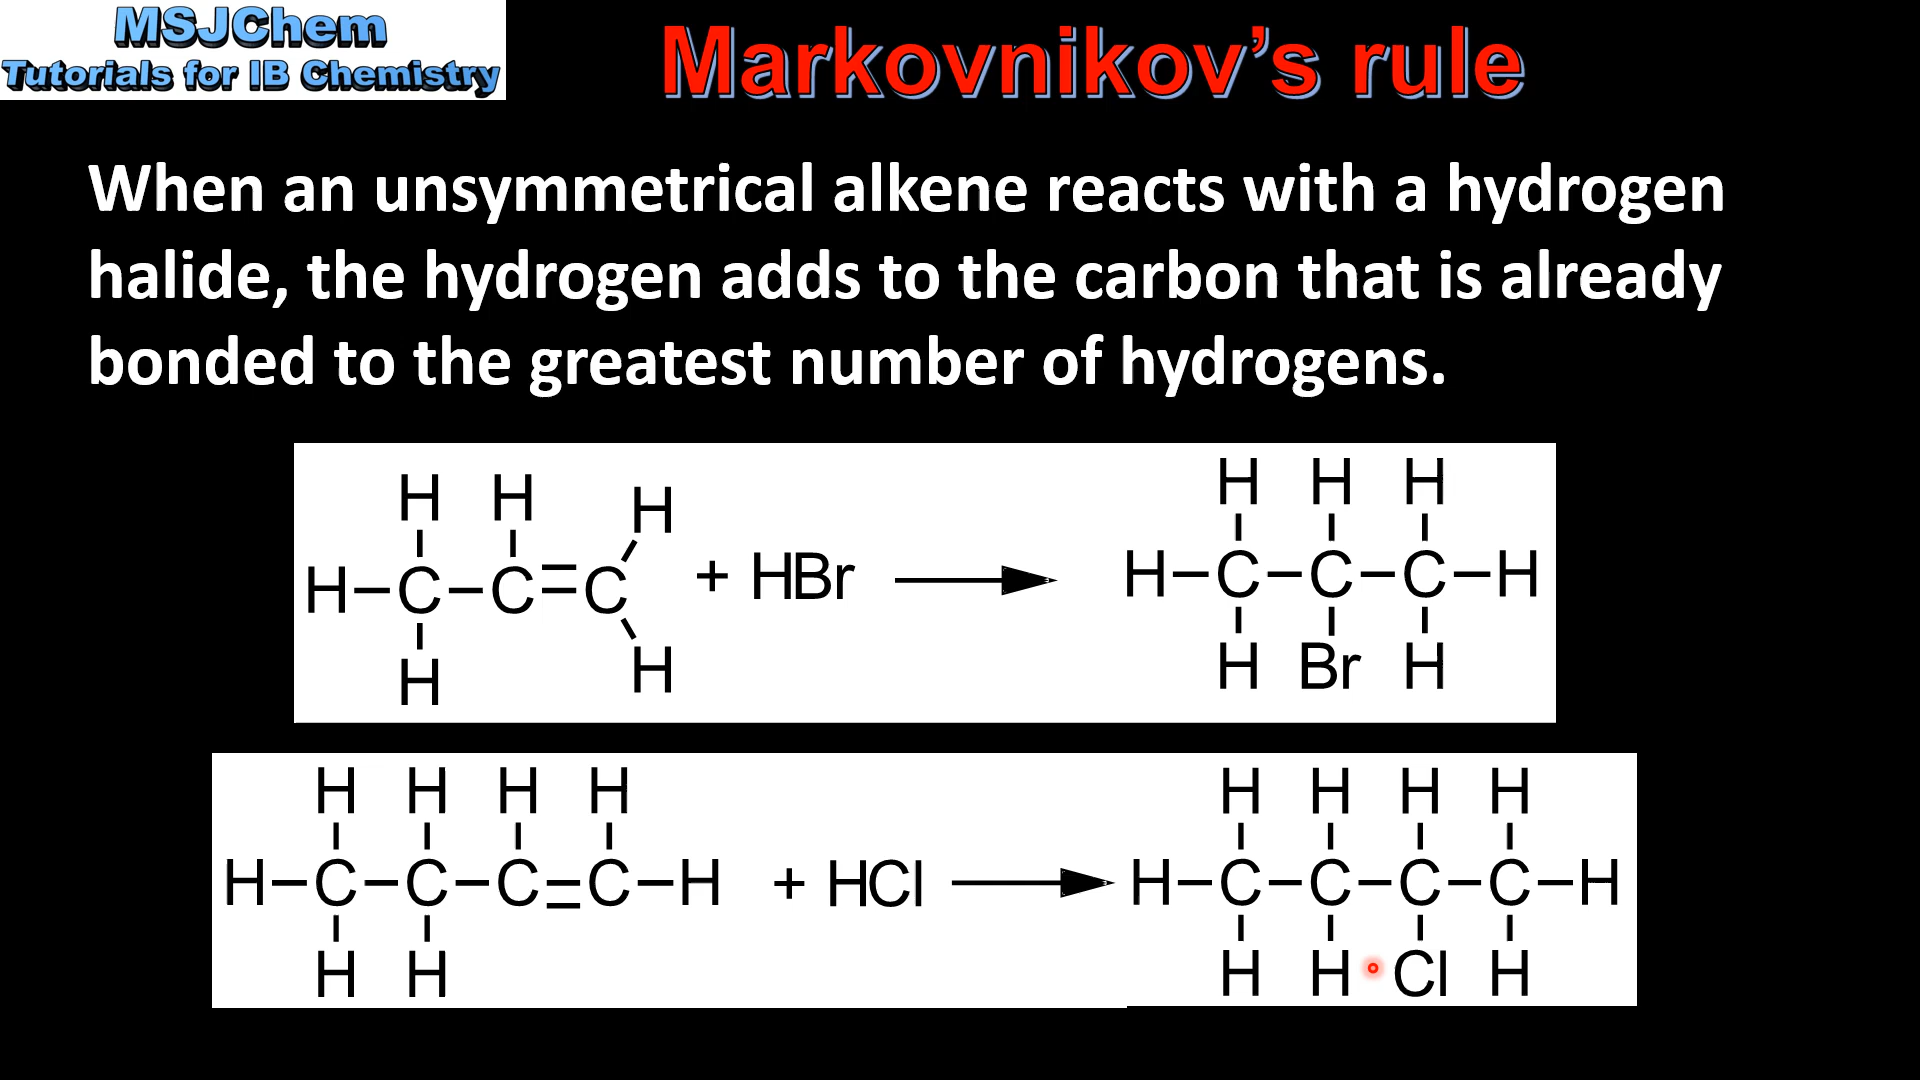 MSJChem
Tutorials for IB Chemistry
Markovnikov’s rule
When an unsymmetrical alkene reacts with a hydrogen
halide, the hydrogen adds to the carbon that is already
bonded to the greatest number of hydrogens.
H H H
H–C–C=C + HBr
H H
H H H
H–C–C–C–H
H Br H
H H H H
H–C–C–C=C–H + HCl
H H
H H H H
H–C–C–C–C–H
H H Cl H